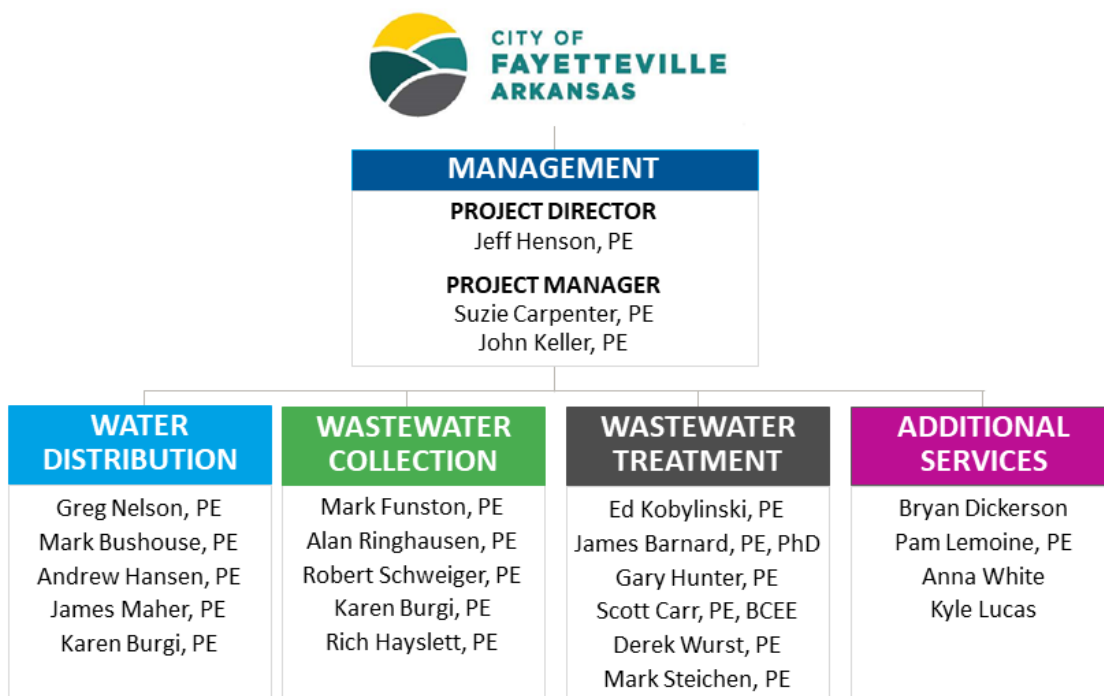 CITY OF
FAYETTEVILLE
ARKANSAS
MANAGEMENT
PROJECT DIRECTOR
Jeff Henson, PE
PROJECT MANAGER
Suzie Carpenter, PE
John Keller, PE
WATER
DISTRIBUTION
Greg Nelson, PE
Mark Bushouse, PE
Andrew Hansen, PE
James Maher, PE
Karen Burgi, PE
WASTEWATER
COLLECTION
Mark Funston, PE
Alan Ringhausen, PE
Robert Schweiger, PE
Karen Burgi, PE
Rich Hayslett, PE
WASTEWATER
TREATMENT
Ed Kobylinski, PE
James Barnard, PE, PhD
Gary Hunter, PE
Scott Carr, PE, BCEE
Derek Wurst, PE
Mark Steichen, PE
ADDITIONAL
SERVICES
Bryan Dickerson
Pam Lemoine, PE
Anna White
Kyle Lucas